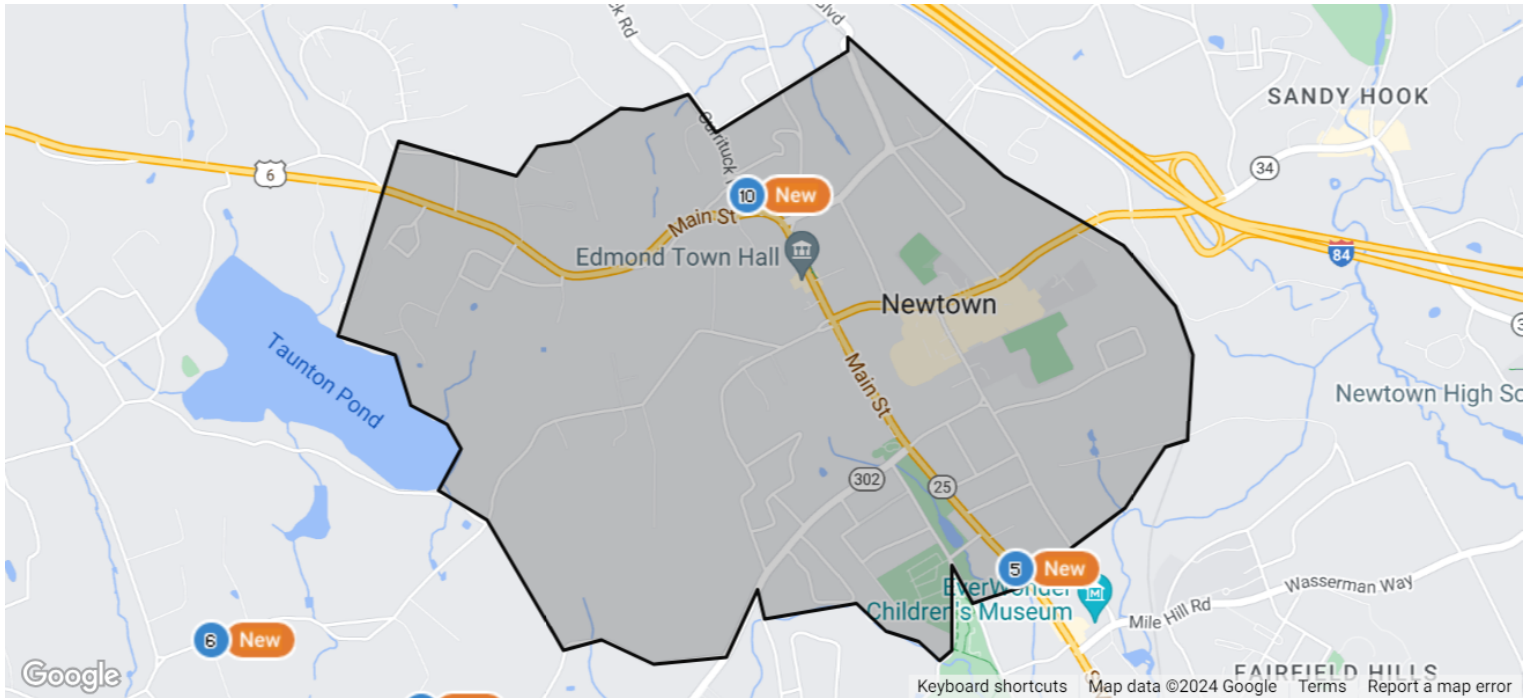 ck Rd
Blvd
SANDY HOOK
Currituck
34
6
10 New
Main St
Edmond Town Hall
84
Newtown
Taunton Pond
Main St
Newtown High Sc
302
25
5 New
EverWonder
Children's Museum
Wasserman Way
Mile Hill Rd
6 New
FAIRFIELD HILLS
Google
Keyboard shortcuts Map data ©2024 Google Terms Report a map error